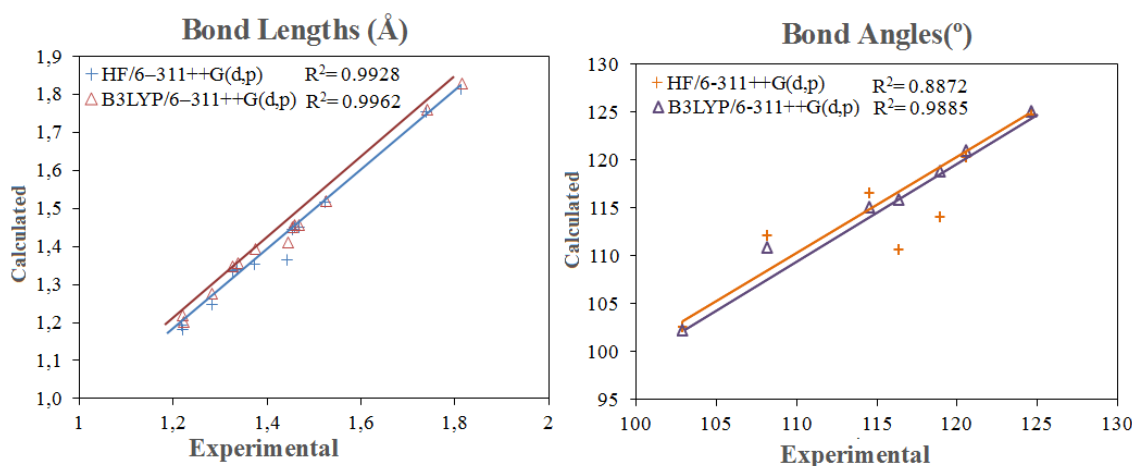 Bond Lengths (Å)
1,9
1,8
1,7
1,6
1,5
1,4
1,3
1,2
1,1
1,0
Calculated
HF/6–311++G(d,p) R²= 0.9928
B3LYP/6–311++G(d,p) R²= 0.9962
1 1,2 1,4 1,6 1,8 2
Experimental
Bond Angles(º)
130
125
120
115
110
105
100
95
Calculated
HF/6-311++G(d,p) R²= 0.8872
B3LYP/6-311++G(d,p) R²= 0.9885
100 105 110 115 120 125 130
Experimental